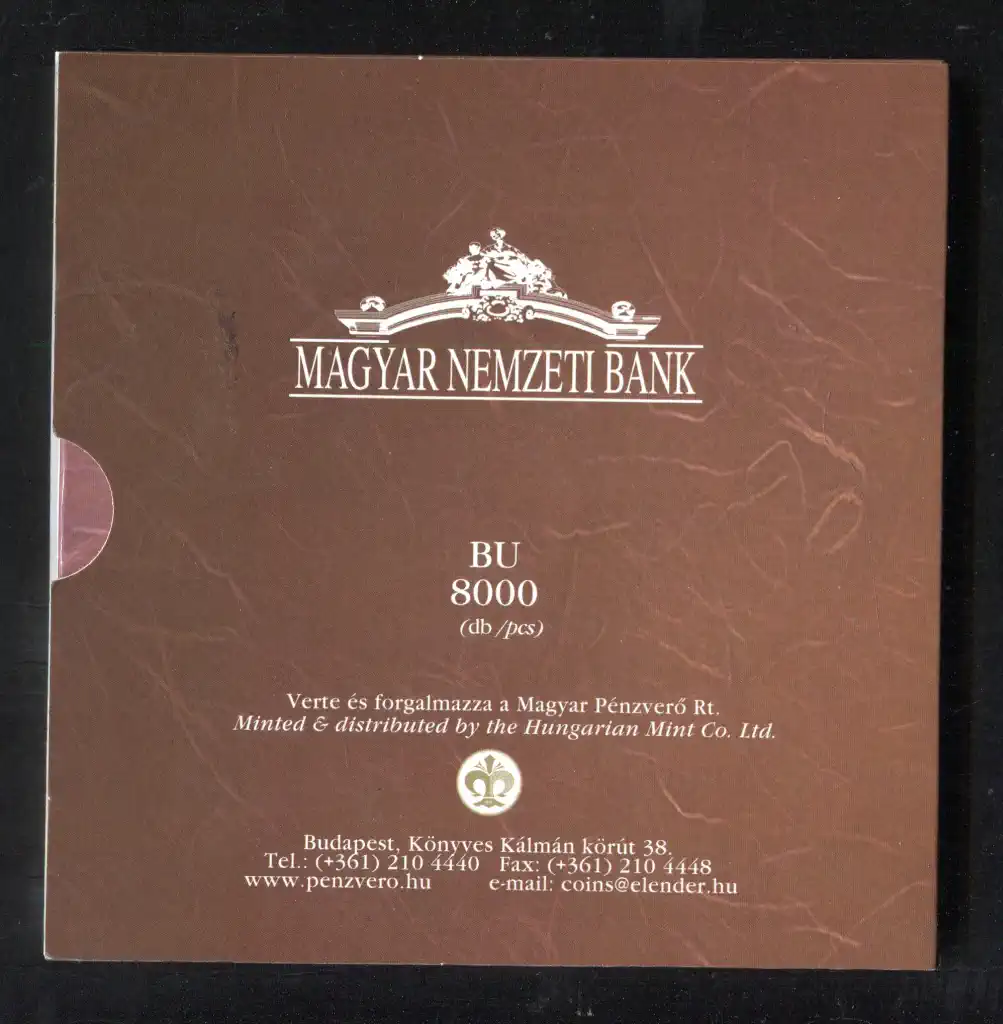 MAGYAR NEMZETI BANK
BU
8000
(db /pcs)
Verte és forgalmazza a Magyar Pénzverő Rt.
Minted & distributed by the Hungarian Mint Co. Ltd.
Budapest, Könyves Kálmán körút 38.
Tel.: (+361) 210 4440 Fax: (+361) 210 4448
www.penzvero.hu e-mail: coins@elender.hu